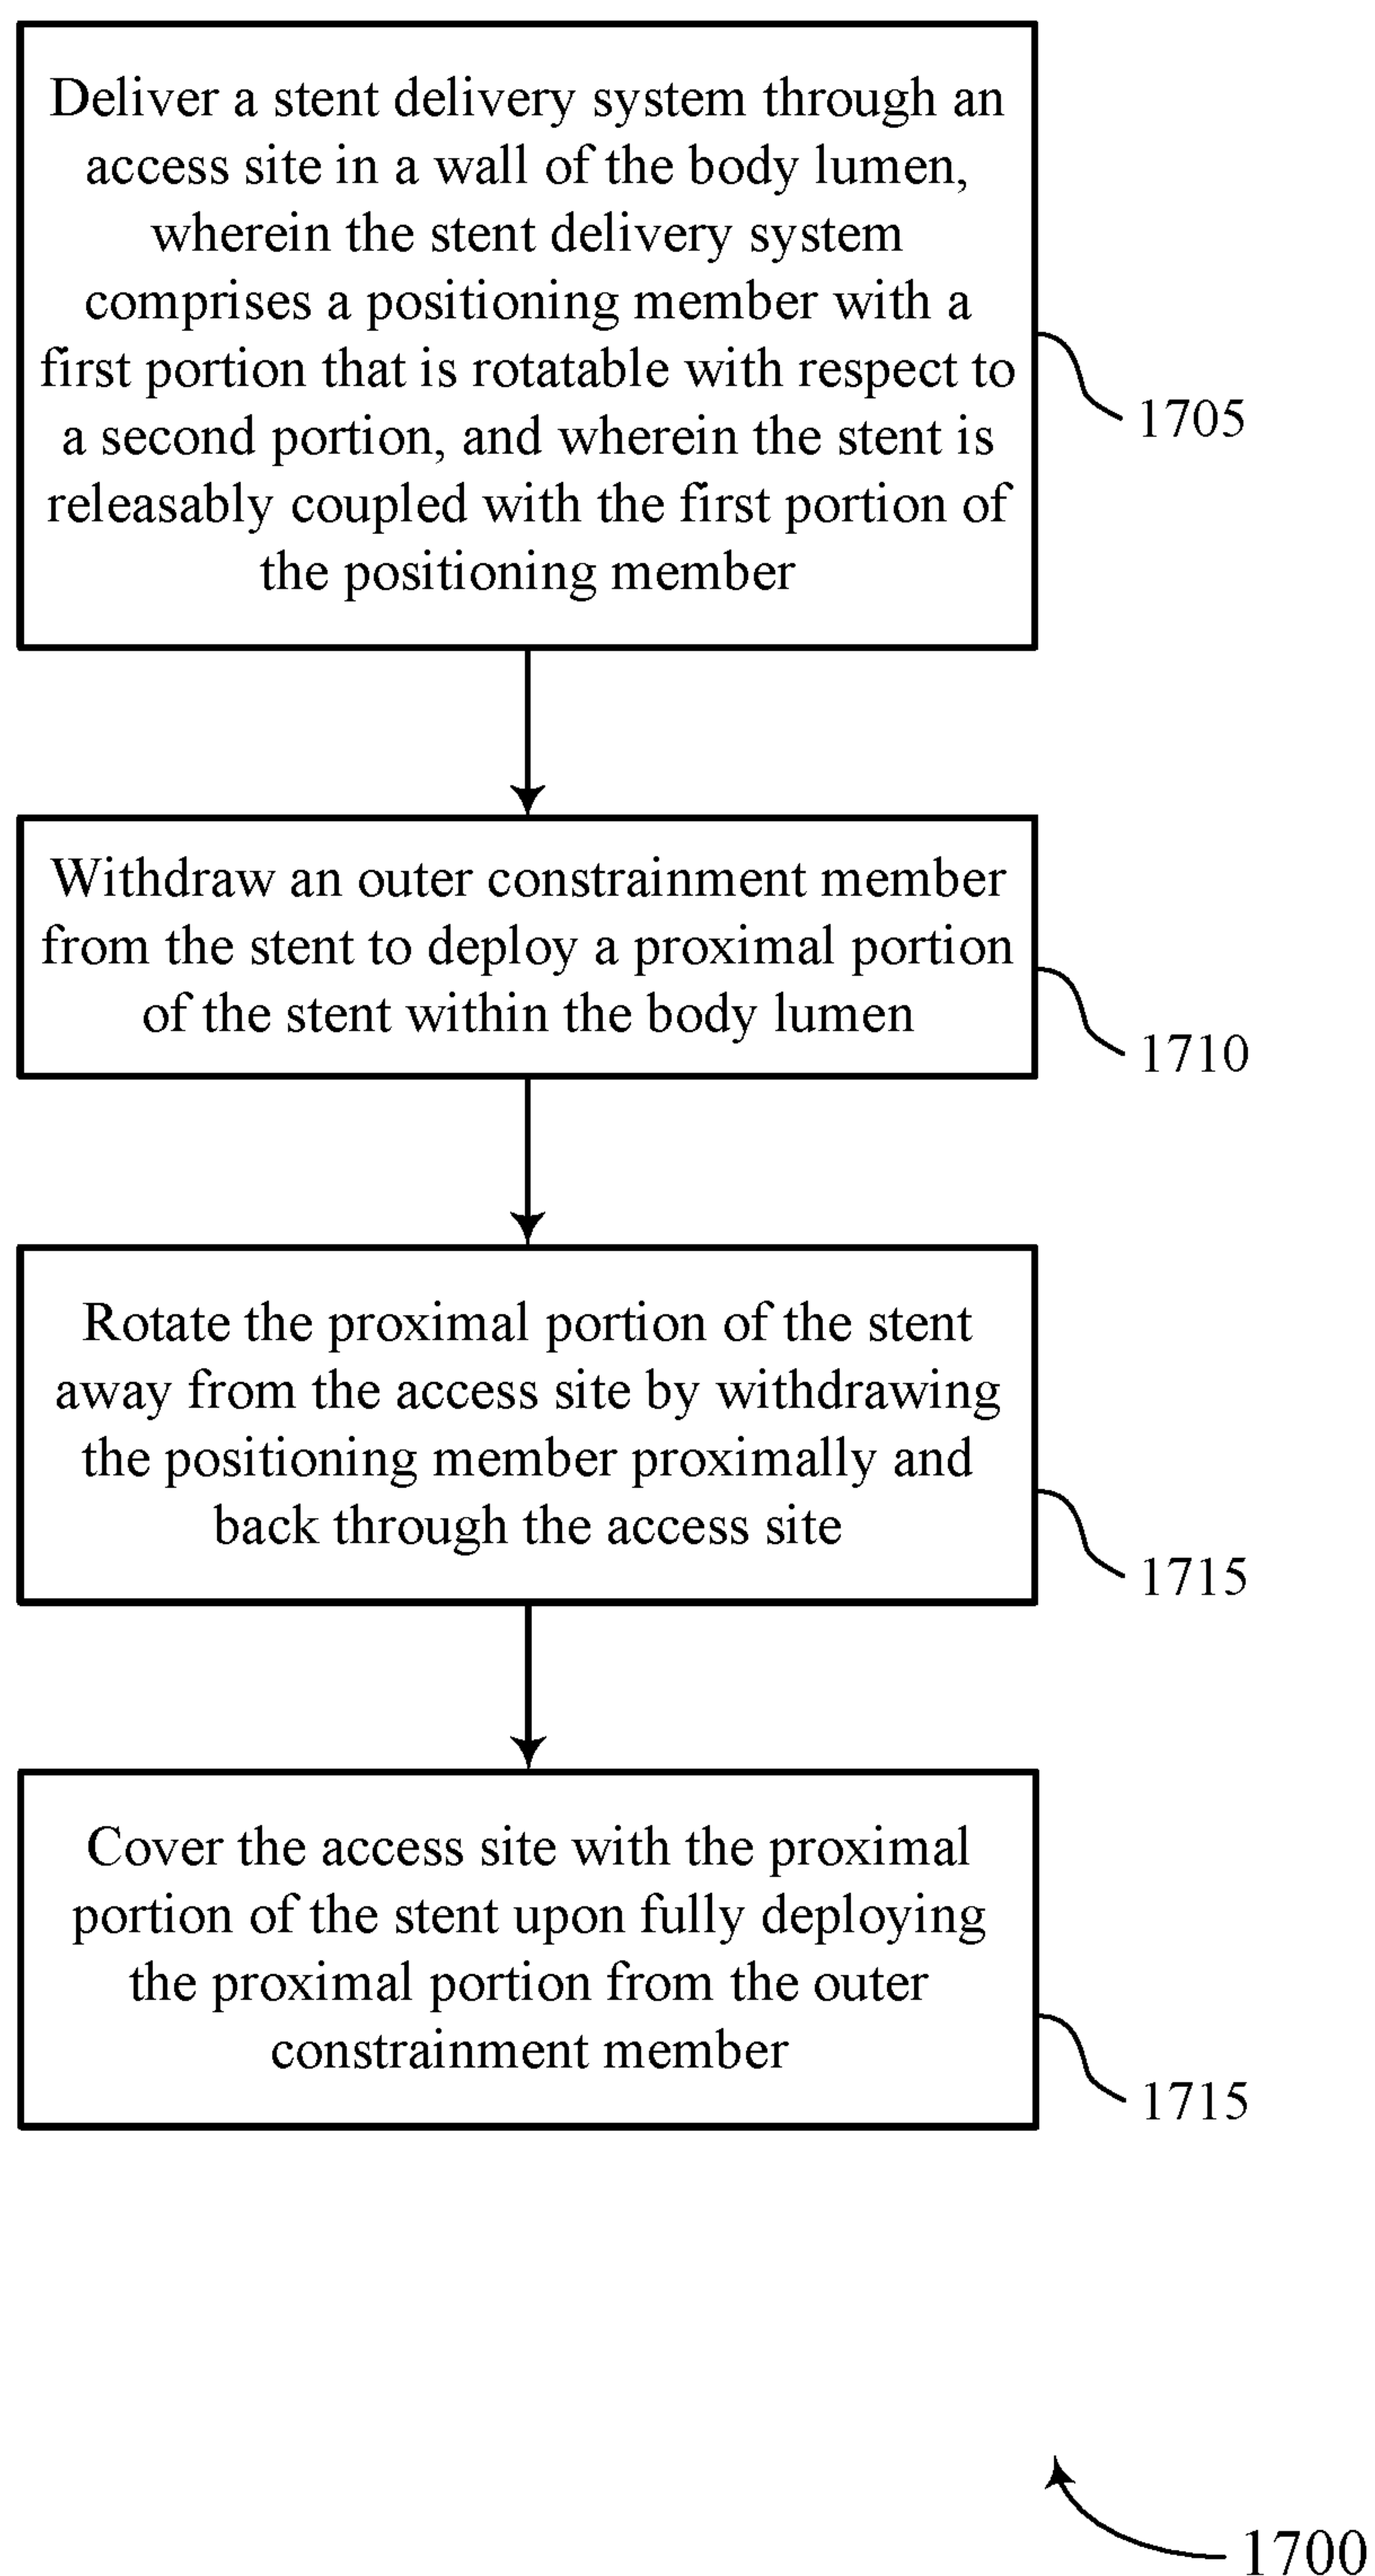 Deliver a stent delivery system through an
access site in a wall of the body lumen,
wherein the stent delivery system
comprises a positioning member with a
first portion that is rotatable with respect to
a second portion, and wherein the stent is
releasably coupled with the first portion of
the positioning member
1705
Withdraw an outer constrainment member
from the stent to deploy a proximal portion
of the stent within the body lumen
1710
Rotate the proximal portion of the stent
away from the access site by withdrawing
the positioning member proximally and
back through the access site
1715
Cover the access site with the proximal
portion of the stent upon fully deploying
the proximal portion from the outer
constrainment member
1715
1700